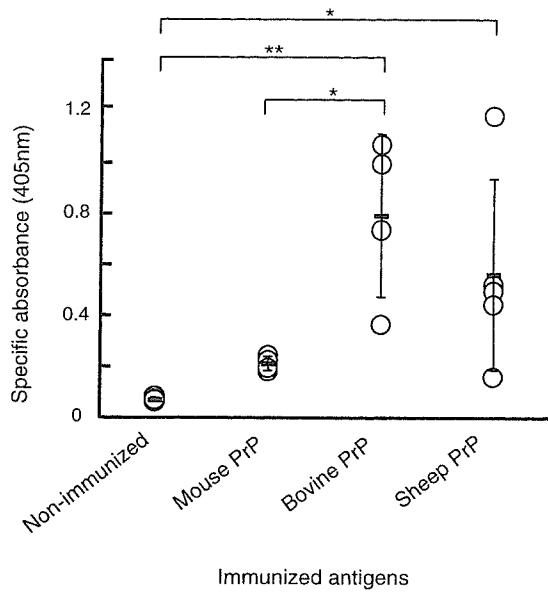 *
**
*
1.2
0.8
0.4
0
Specific absorbance (405nm)
Non-immunized
Mouse PrP
Bovine PrP
Sheep PrP
Immunized antigens